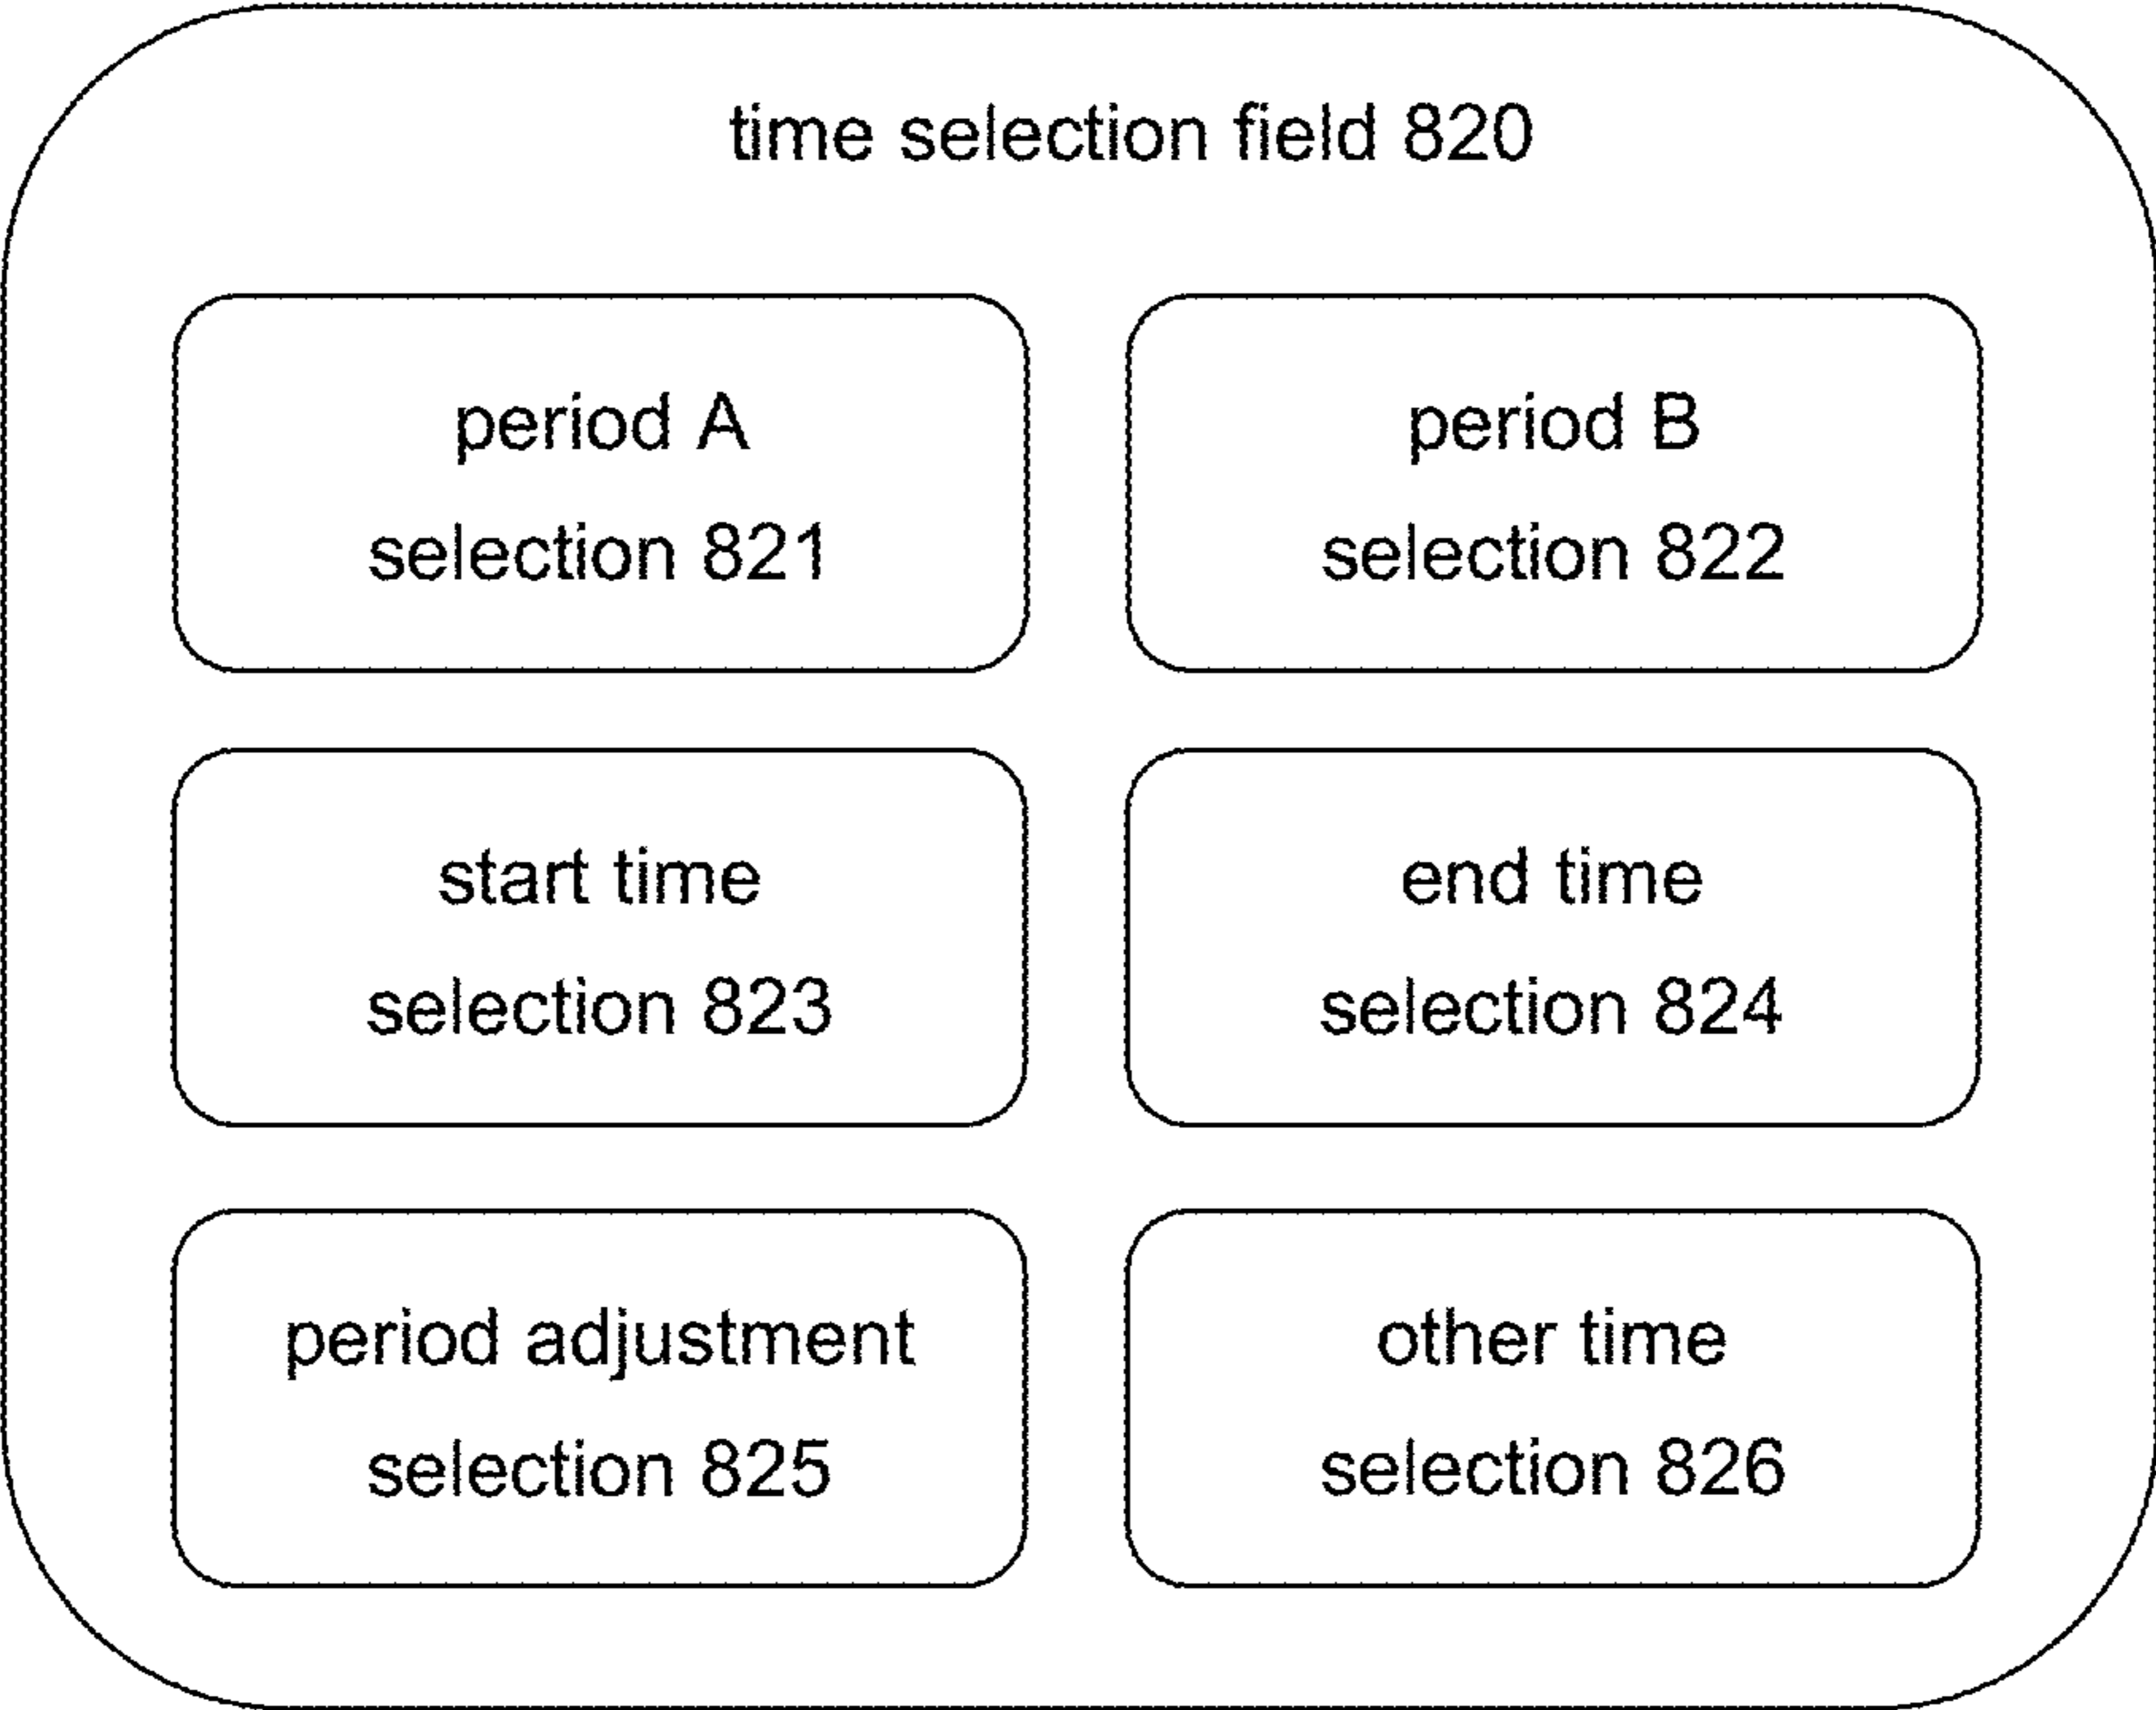 time selection field 820
period A
selection 821
period B
selection 822
start time
selection 823
end time
selection 824
period adjustment
selection 825
other time
selection 826